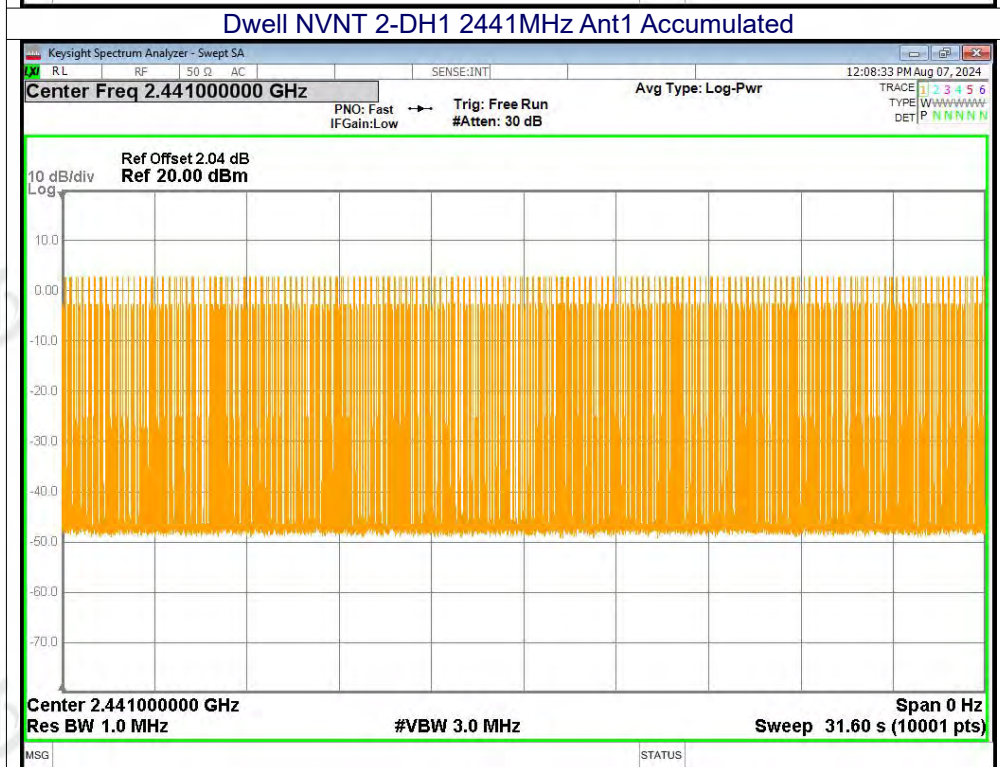 Dwell NVNT 2-DH1 2441MHz Ant1 Accumulated
Keysight Spectrum Analyzer - Swept SA
LXI RL RF 50 Ω AC SENSE:INT 12:08:33 PM Aug 07, 2024
Center Freq 2.441000000 GHz Avg Type: Log-Pwr TRACE 1 2 3 4 5 6
PNO: Fast Trig: Free Run TYPE WWWWWWW
IFGain:Low #Atten: 30 dB DET P N N N N N
Ref Offset 2.04 dB
10 dB/div Ref 20.00 dBm
Log
10.0
0.00
-10.0
-20.0
-30.0
-40.0
-50.0
-60.0
-70.0
Center 2.441000000 GHz Span 0 Hz
Res BW 1.0 MHz #VBW 3.0 MHz Sweep 31.60 s (10001 pts)
MSG STATUS